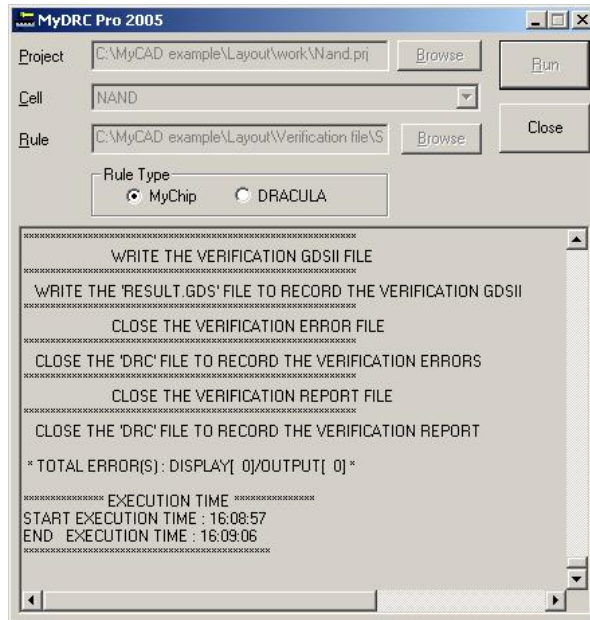 MyDRC Pro 2005
Project C:\MyCAD example\Layout\work\Nand.prj Browse Run
Cell NAND
Rule C:\MyCAD example\Layout\Verification file\S Browse Close
Rule Type
MyChip DRACULA
********************************************************************
WRITE THE VERIFICATION GDSII FILE
********************************************************************
WRITE THE 'RESULT.GDS' FILE TO RECORD THE VERIFICATION GDSII
********************************************************************
CLOSE THE VERIFICATION ERROR FILE
********************************************************************
CLOSE THE 'DRC' FILE TO RECORD THE VERIFICATION ERRORS
********************************************************************
CLOSE THE VERIFICATION REPORT FILE
********************************************************************
CLOSE THE 'DRC' FILE TO RECORD THE VERIFICATION REPORT
* TOTAL ERROR(S) : DISPLAY[ 0]/OUTPUT[ 0] *
**************** EXECUTION TIME ****************
START EXECUTION TIME : 16:08:57
END EXECUTION TIME : 16:09:06
**************************************************